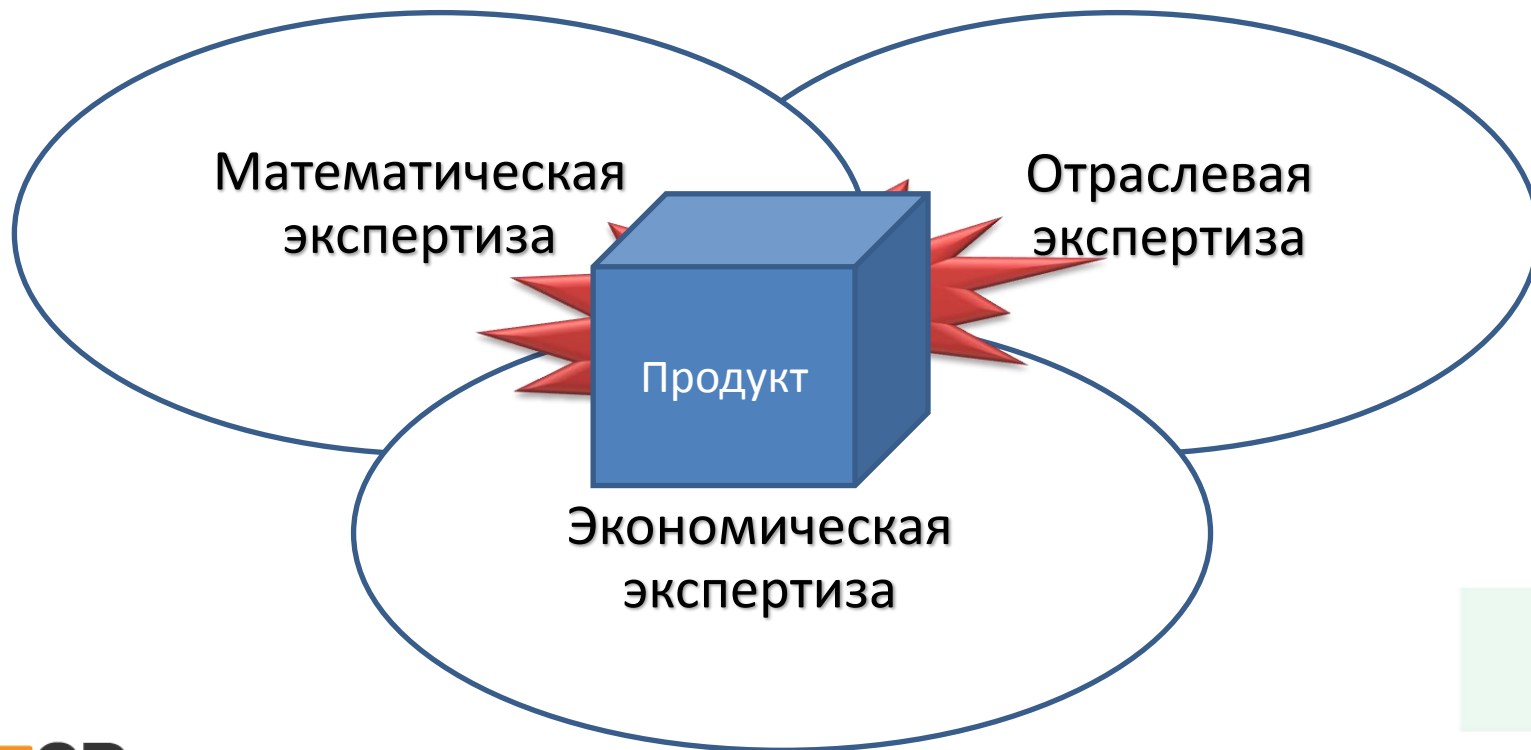 Математическая
экспертиза
Отраслевая
экспертиза
Продукт
Экономическая
экспертиза